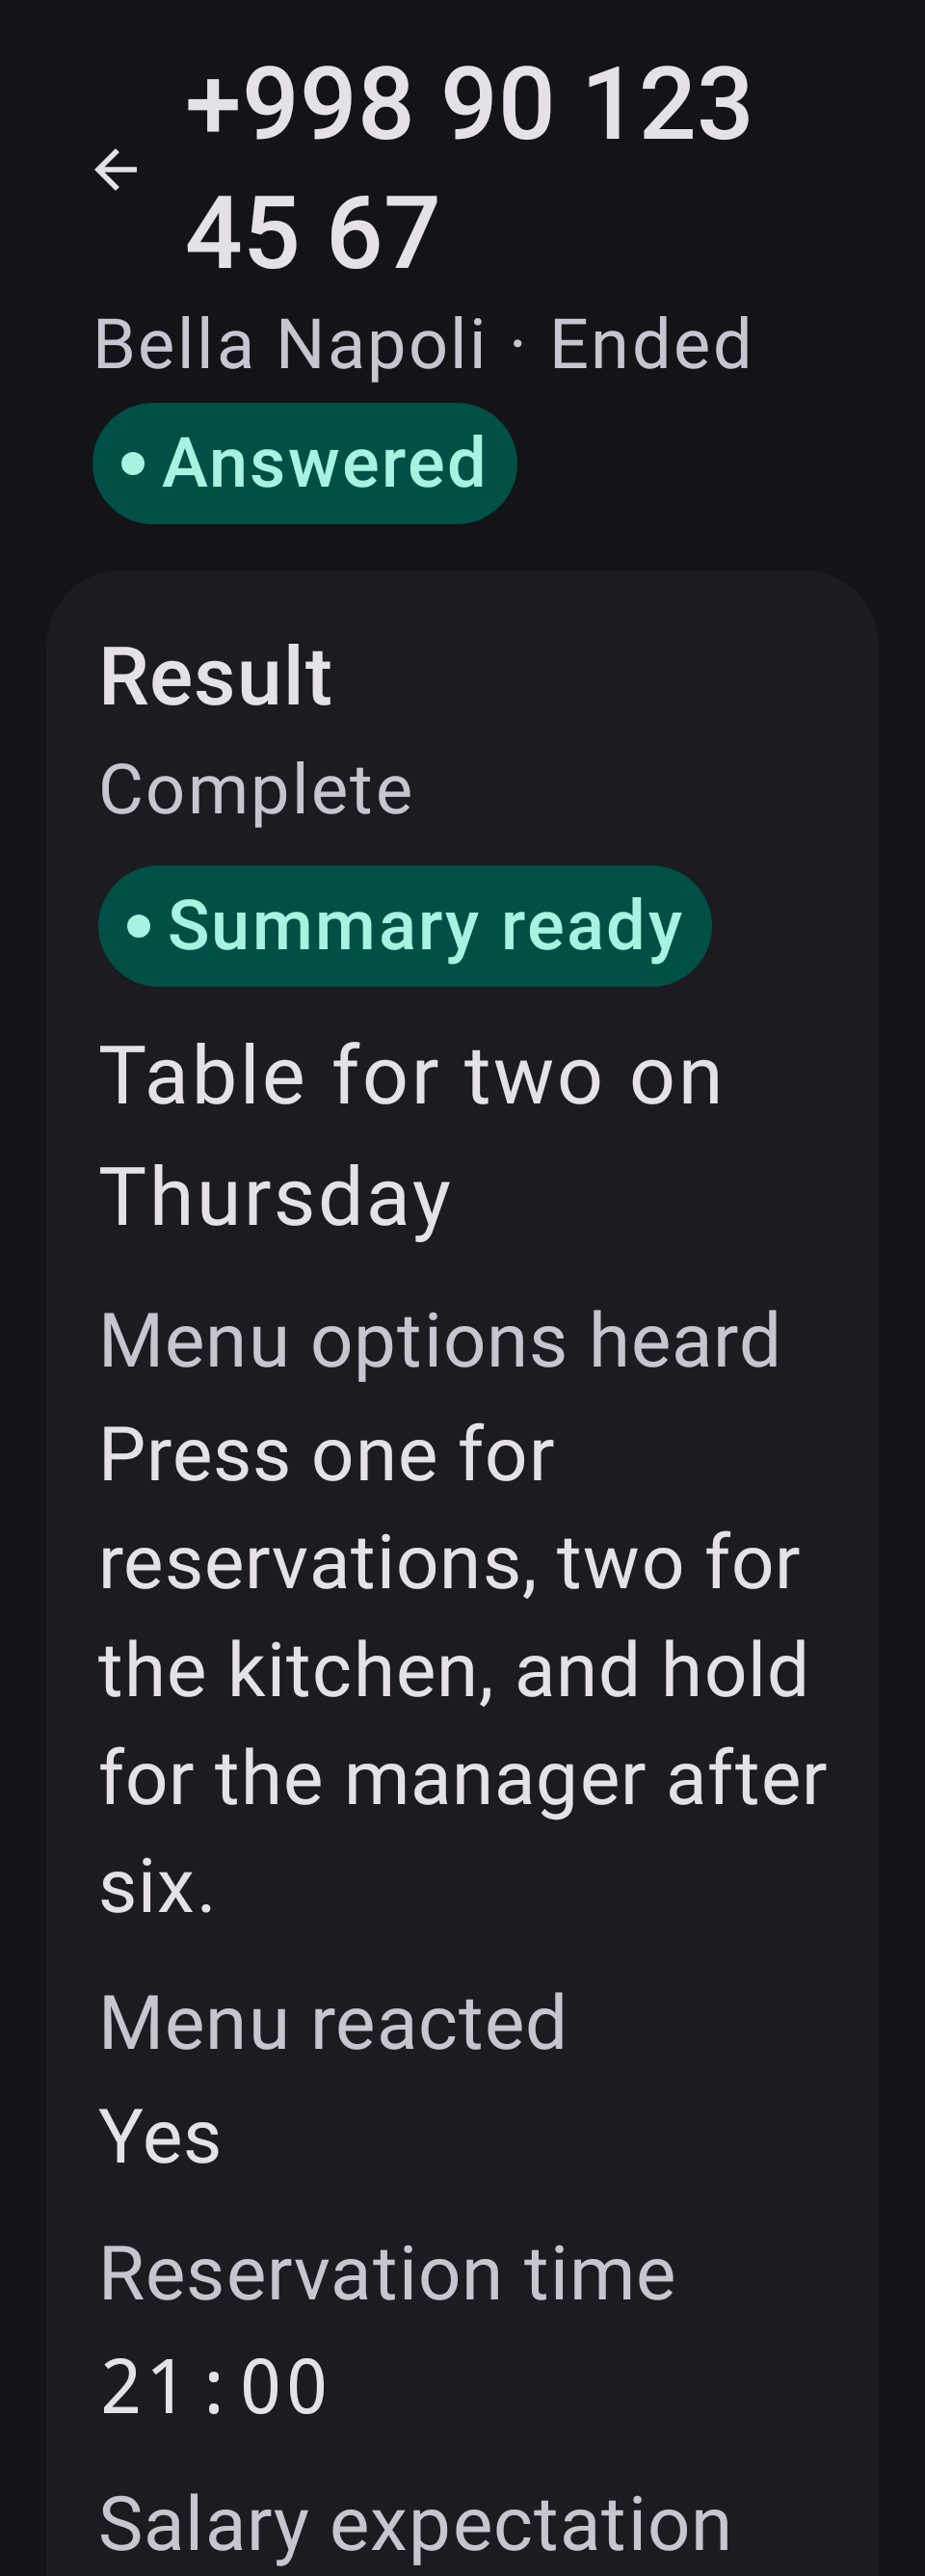 +998 90 123
45 67
Bella Napoli · Ended
Answered
Result
Complete
Summary ready
Table for two on
Thursday
Menu options heard
Press one for
reservations, two for
the kitchen, and hold
for the manager after
six.
Menu reacted
Yes
Reservation time
21:00
Salary expectation